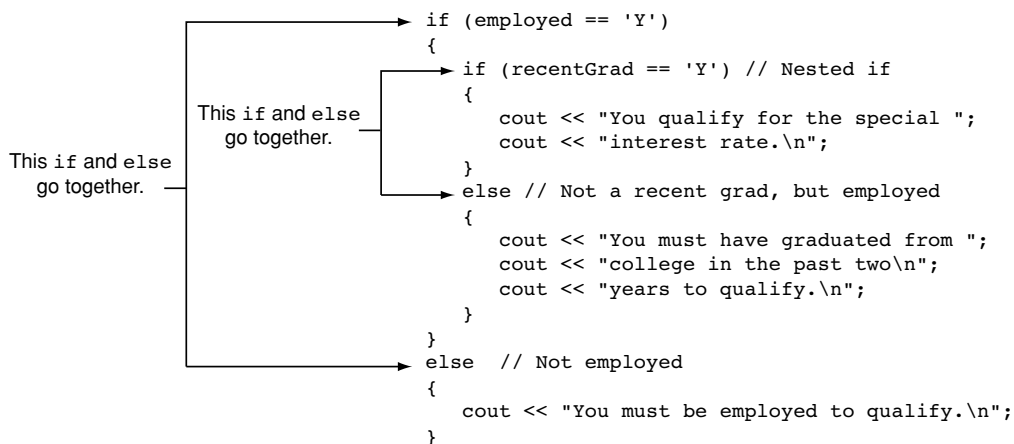 if (employed == 'Y')
{
if (recentGrad == 'Y') // Nested if
{
cout << "You qualify for the special ";
cout << "interest rate.\n";
}
else // Not a recent grad, but employed
{
cout << "You must have graduated from ";
cout << "college in the past two\n";
cout << "years to qualify.\n";
}
}
else // Not employed
{
cout << "You must be employed to qualify.\n";
}
This if and else
go together.
This if and else
go together.